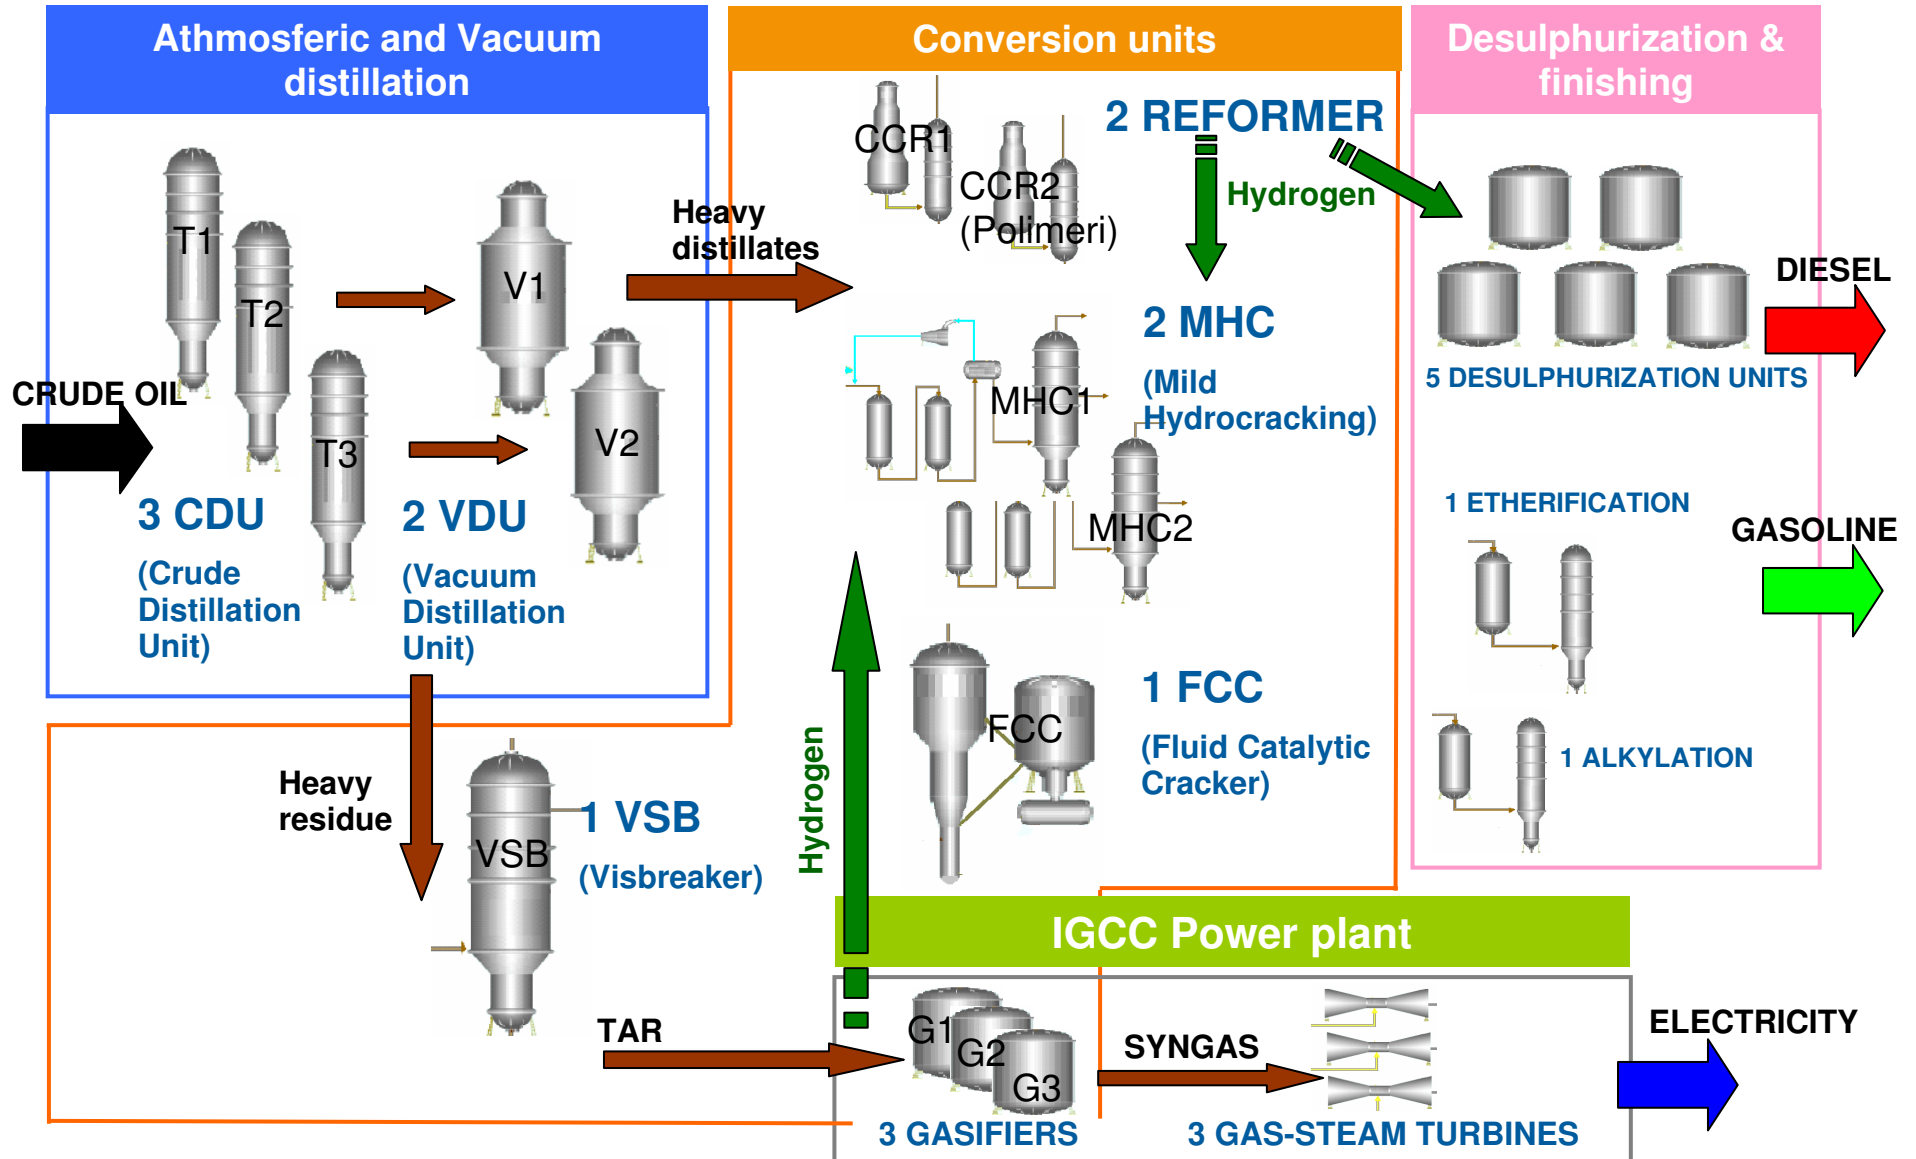 Athmosferic and Vacuum
distillation
Conversion units
Desulphurization &
finishing
CRUDE OIL
T1
T2
T3
V1
V2
3 CDU
(Crude
Distillation
Unit)
2 VDU
(Vacuum
Distillation
Unit)
Heavy
distillates
CCR1
CCR2
(Polimeri)
2 REFORMER
Hydrogen
2 MHC
(Mild
Hydrocracking)
MHC1
MHC2
FCC
1 FCC
(Fluid Catalytic
Cracker)
5 DESULPHURIZATION UNITS
DIESEL
1 ETHERIFICATION
GASOLINE
1 ALKYLATION
Heavy
residue
VSB
1 VSB
(Visbreaker)
Hydrogen
IGCC Power plant
TAR
G1
G2
G3
3 GASIFIERS
SYNGAS
3 GAS-STEAM TURBINES
ELECTRICITY